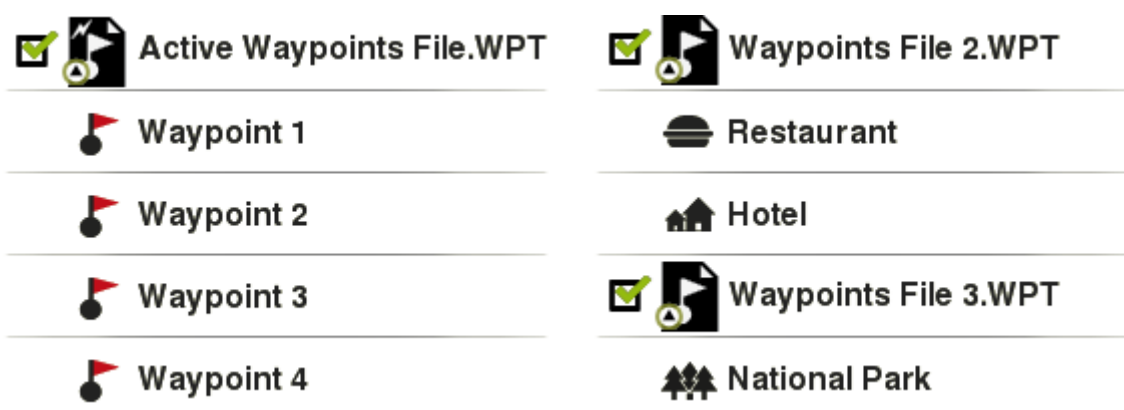 Active Waypoints File.WPT
Waypoint 1
Waypoint 2
Waypoint 3
Waypoint 4
Waypoints File 2.WPT
Restaurant
Hotel
Waypoints File 3.WPT
National Park